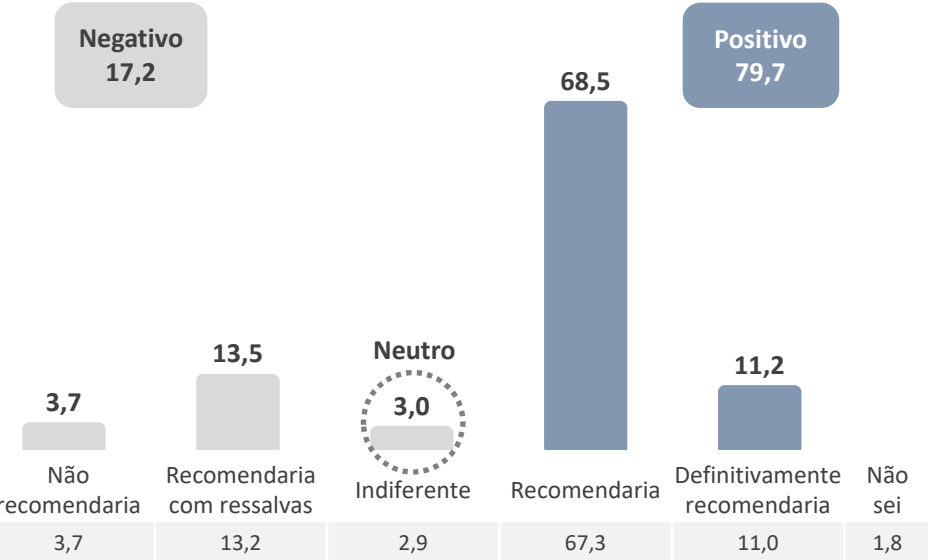 Negativo
17,2
Positivo
79,7
68,5
13,5
Neutro
11,2
3,7
3,0
Não
recomendaria
Recomendaria
com ressalvas
Indiferente
Recomendaria
Definitivamente
recomendaria
Não
sei
3,7 13,2 2,9 67,3 11,0 1,8